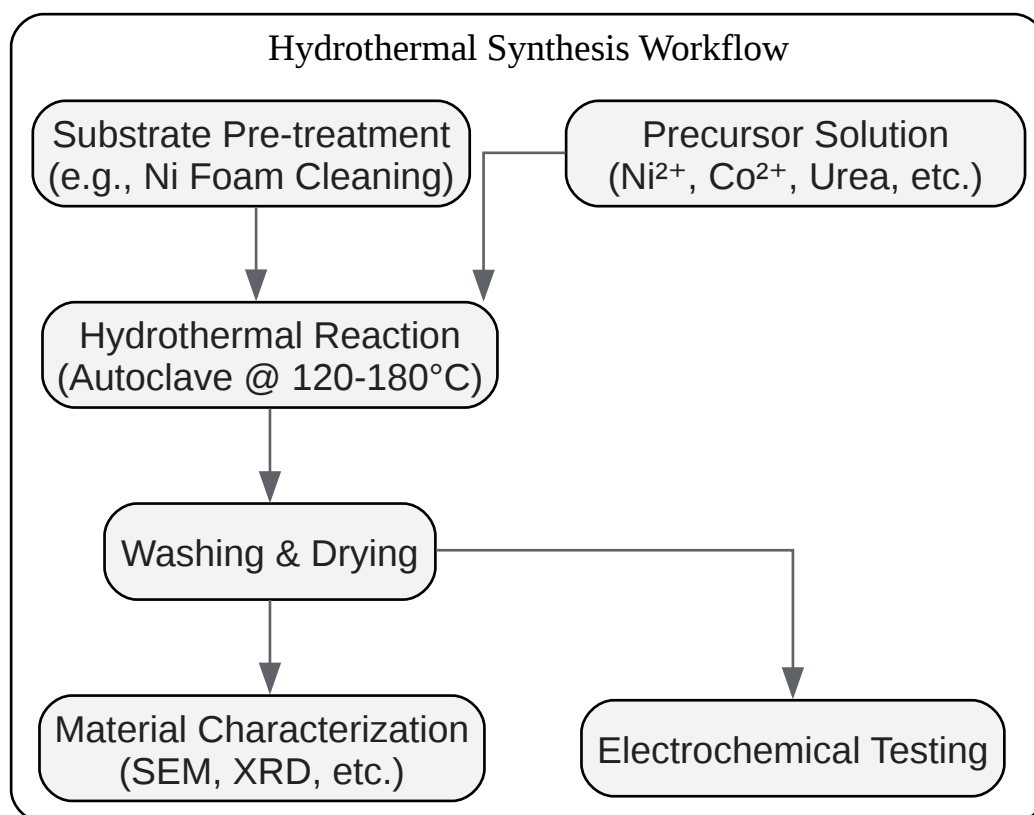 Hydrothermal Synthesis Workflow
Substrate Pre-treatment
(e.g., Ni Foam Cleaning)
Precursor Solution
(Ni²⁺, Co²⁺, Urea, etc.)
Hydrothermal Reaction
(Autoclave @ 120-180°C)
Washing & Drying
Material Characterization
(SEM, XRD, etc.)
Electrochemical Testing